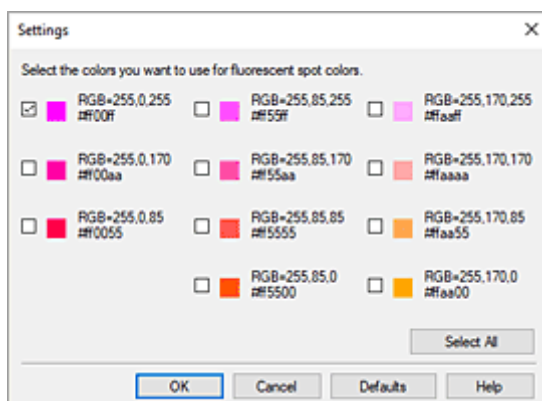 Settings
Select the colors you want to use for fluorescent spot colors.
RGB=255,0,255
#ff00ff
RGB=255,85,255
#ff55ff
RGB=255,170,255
#ffaaff
RGB=255,0,170
#ff00aa
RGB=255,85,170
#ff55aa
RGB=255,170,170
#ffaaaa
RGB=255,0,85
#ff0055
RGB=255,85,85
#ff5555
RGB=255,170,85
#ffaa55
RGB=255,85,0
#ff5500
RGB=255,170,0
#ffaa00
Select All
OK
Cancel
Defaults
Help